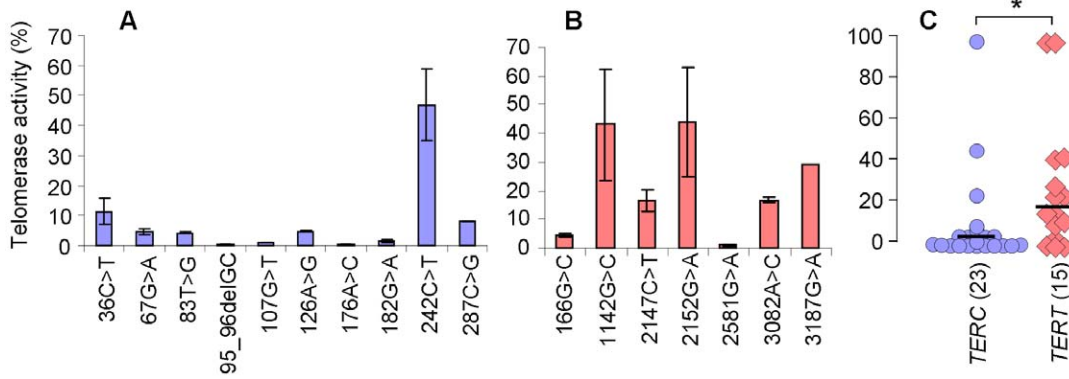 A
Telomerase activity (%)
70
60
50
40
30
20
10
0
36C>T
67G>A
83T>G
95_96delGC
107G>T
126A>G
176A>C
182G>A
242C>T
287C>G
B
70
60
50
40
30
20
10
0
166G>C
1142G>C
2147C>T
2152G>A
2581G>A
3082A>C
3187G>A
C
*
100
80
60
40
20
0
TERC (23)
TERT (15)